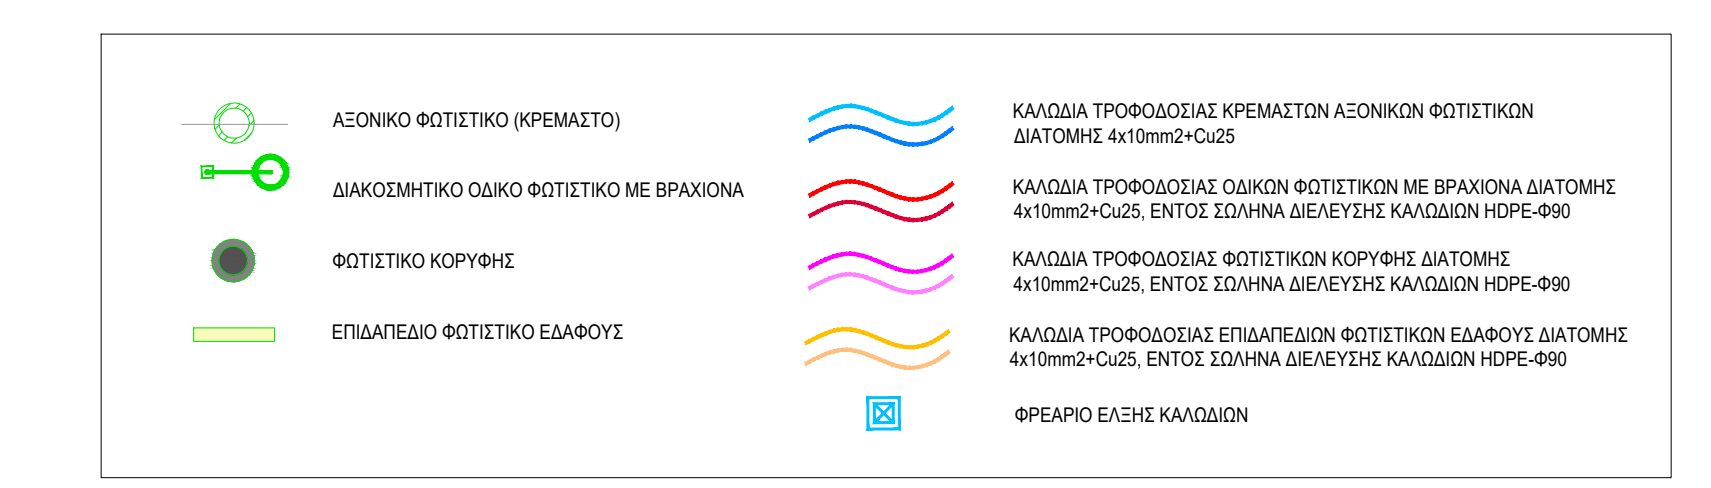 ΑΞΟΝΙΚΟ ΦΩΤΙΣΤΙΚΟ (ΚΡΕΜΑΣΤΟ)
ΔΙΑΚΟΣΜΗΤΙΚΟ ΟΔΙΚΟ ΦΩΤΙΣΤΙΚΟ ΜΕ ΒΡΑΧΙΟΝΑ
ΦΩΤΙΣΤΙΚΟ ΚΟΡΥΦΗΣ
ΕΠΙΔΑΠΕΔΙΟ ΦΩΤΙΣΤΙΚΟ ΕΔΑΦΟΥΣ
ΚΑΛΩΔΙΑ ΤΡΟΦΟΔΟΣΙΑΣ ΚΡΕΜΑΣΤΩΝ ΑΞΟΝΙΚΩΝ ΦΩΤΙΣΤΙΚΩΝ
ΔΙΑΤΟΜΗΣ 4x10mm2+Cu25
ΚΑΛΩΔΙΑ ΤΡΟΦΟΔΟΣΙΑΣ ΟΔΙΚΩΝ ΦΩΤΙΣΤΙΚΩΝ ΜΕ ΒΡΑΧΙΟΝΑ ΔΙΑΤΟΜΗΣ
4x10mm2+Cu25, ΕΝΤΟΣ ΣΩΛΗΝΑ ΔΙΕΛΕΥΣΗΣ ΚΑΛΩΔΙΩΝ HDPE-Φ90
ΚΑΛΩΔΙΑ ΤΡΟΦΟΔΟΣΙΑΣ ΦΩΤΙΣΤΙΚΩΝ ΚΟΡΥΦΗΣ ΔΙΑΤΟΜΗΣ
4x10mm2+Cu25, ΕΝΤΟΣ ΣΩΛΗΝΑ ΔΙΕΛΕΥΣΗΣ ΚΑΛΩΔΙΩΝ HDPE-Φ90
ΚΑΛΩΔΙΑ ΤΡΟΦΟΔΟΣΙΑΣ ΕΠΙΔΑΠΕΔΙΩΝ ΦΩΤΙΣΤΙΚΩΝ ΕΔΑΦΟΥΣ ΔΙΑΤΟΜΗΣ
4x10mm2+Cu25, ΕΝΤΟΣ ΣΩΛΗΝΑ ΔΙΕΛΕΥΣΗΣ ΚΑΛΩΔΙΩΝ HDPE-Φ90
ΦΡΕΑΡΙΟ ΕΛΞΗΣ ΚΑΛΩΔΙΩΝ